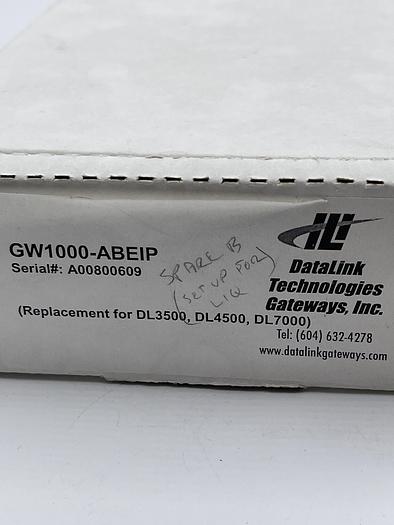 GW1000-ABEIP
Serial#: A00800609
SPARE B
(SET UP FOR)
LIQ
(Replacement for DL3500, DL4500, DL7000)
DataLink
Technologies
Gateways, Inc.
Tel: (604) 632-4278
www.datalinkgateways.com